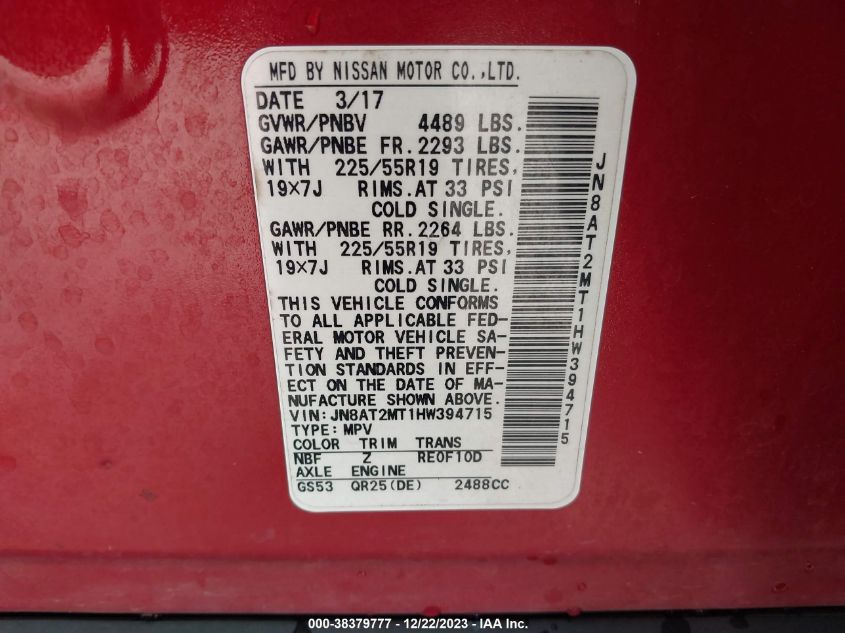 MFD BY NISSAN MOTOR CO.,LTD.
DATE 3/17
GVWR/PNBV 4489 LBS.
GAWR/PNBE FR. 2293 LBS.
WITH 225/55R19 TIRES,
19×7J RIMS.AT 33 PSI
COLD SINGLE.
GAWR/PNBE RR. 2264 LBS.
WITH 225/55R19 TIRES,
19×7J RIMS.AT 33 PSI
COLD SINGLE.
THIS VEHICLE CONFORMS
TO ALL APPLICABLE FED-
ERAL MOTOR VEHICLE SA-
FETY AND THEFT PREVEN-
TION STANDARDS IN EFF-
ECT ON THE DATE OF MA-
NUFACTURE SHOWN ABOVE.
VIN: JN8AT2MT1HW394715
TYPE: MPV
COLOR TRIM TRANS
NBF Z RE0F10D
AXLE ENGINE
GS53 QR25(DE) 2488CC
JN8AT2MT1HW394715
000-38379777 - 12/22/2023 - IAA Inc.